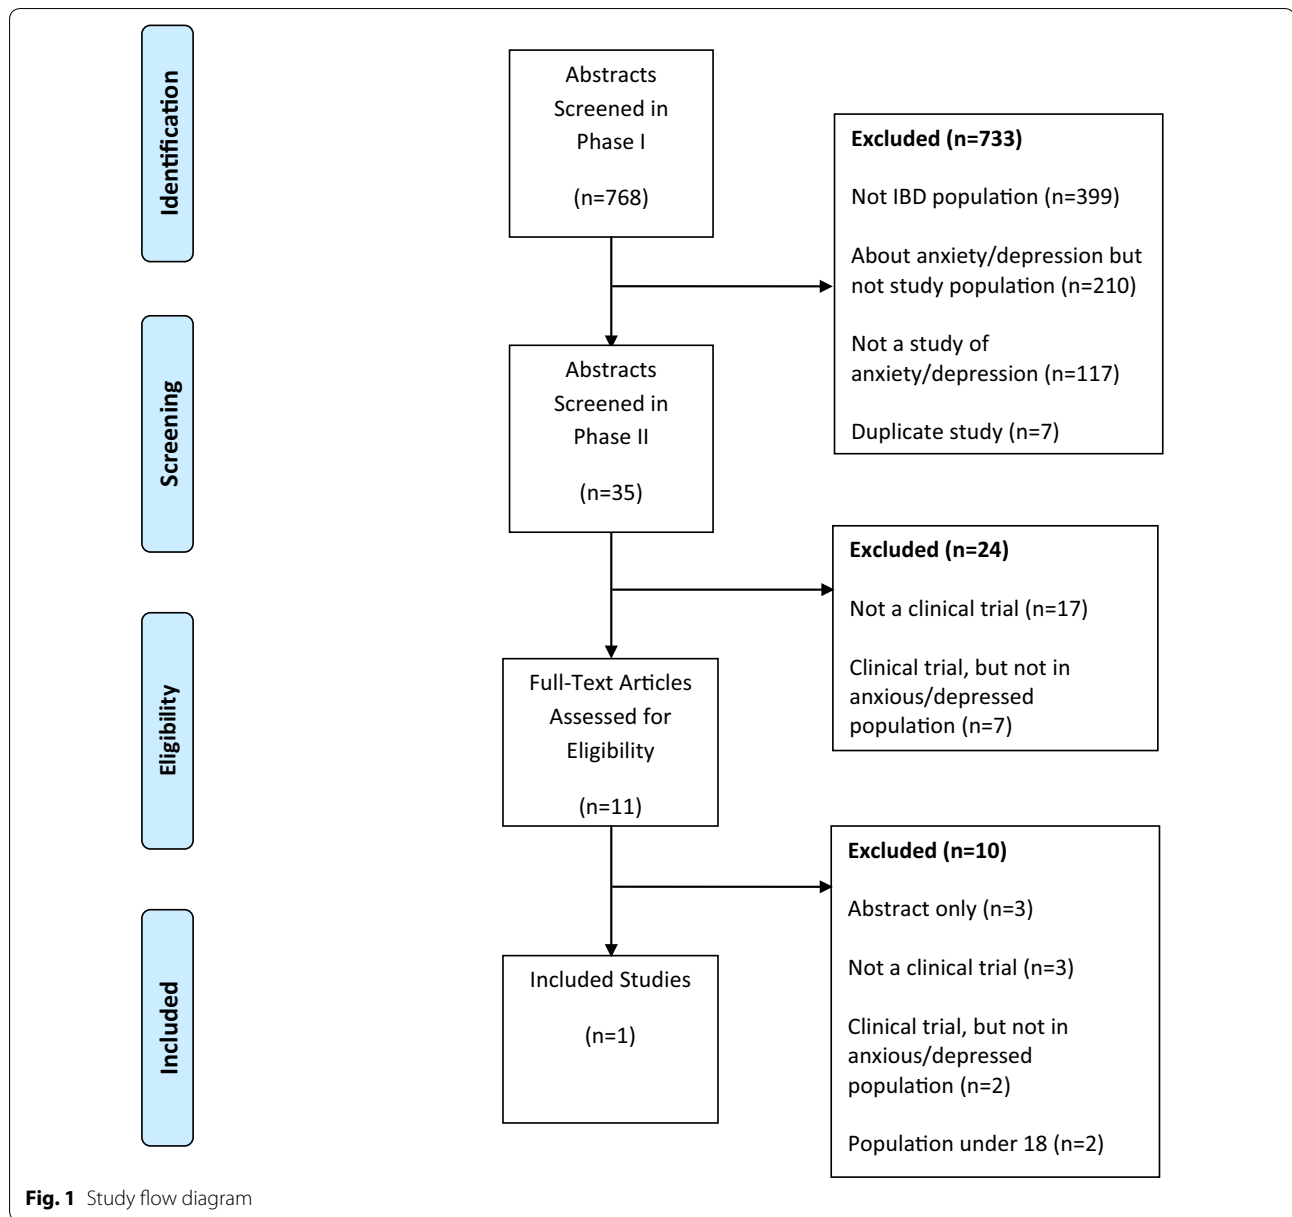 Identification
Abstracts
Screened in
Phase I
(n=768)
Excluded (n=733)
Not IBD population (n=399)
About anxiety/depression but
not study population (n=210)
Not a study of
anxiety/depression (n=117)
Duplicate study (n=7)
Screening
Abstracts
Screened in
Phase II
(n=35)
Excluded (n=24)
Not a clinical trial (n=17)
Clinical trial, but not in
anxious/depressed
population (n=7)
Eligibility
Full-Text Articles
Assessed for
Eligibility
(n=11)
Excluded (n=10)
Abstract only (n=3)
Not a clinical trial (n=3)
Clinical trial, but not in
anxious/depressed
population (n=2)
Population under 18 (n=2)
Included
Included Studies
(n=1)
Fig. 1 Study flow diagram